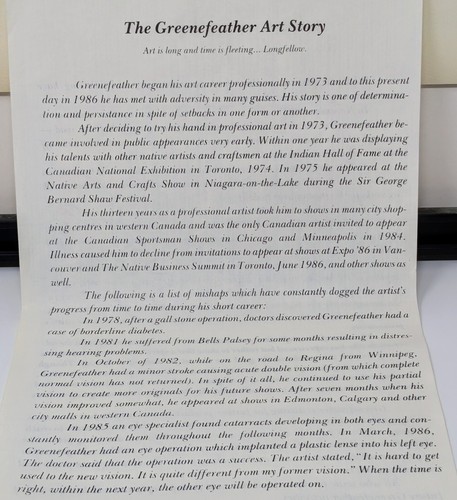 The Greenefeather Art Story
Art is long and time is fleeting... Longfellow.
Greenefeather began his art career professionally in 1973 and to this present
day in 1986 he has met with adversity in many guises. His story is one of determina-
tion and persistance in spite of setbacks in one form or another.
After deciding to try his hand in professional art in 1973, Greenefeather be-
came involved in public appearances very early. Within one year he was displaying
his talents with other native artists and craftsmen at the Indian Hall of Fame at the
Canadian National Exhibition in Toronto, 1974. In 1975 he appeared at the
Native Arts and Crafts Show in Niagara-on-the-Lake during the Sir George
Bernard Shaw Festival.
His thirteen years as a professional artist took him to shows in many city shop-
ping centres in western Canada and was the only Canadian artist invited to appear
at the Canadian Sportsman Shows in Chicago and Minneapolis in 1984.
Illness caused him to decline from invitations to appear at shows at Expo '86 in Van-
couver and The Native Business Summit in Toronto, June 1986, and other shows as
well.
The following is a list of mishaps which have constantly dogged the artist's
progress from time to time during his short career:
In 1978, after a gall stone operation, doctors discovered Greenefeather had a
case of borderline diabetes.
In 1981 he suffered from Bells Palsey for some months resulting in distres-
sing hearing problems.
In October of 1982, while on the road to Regina from Winnipeg,
Greenefeather had a minor stroke causing acute double vision (from which complete
normal vision has not returned). In spite of it all, he continued to use his partial
vision to create more originals for his future shows. After seven months when his
vision improved somewhat, he appeared at shows in Edmonton, Calgary and other
city malls in western Canada.
In 1985 an eye specialist found catarracts developing in both eyes and con-
stantly monitored them throughout the following months. In March, 1986,
Greenefeather had an eye operation which implanted a plastic lense into his left eye.
The doctor said that the operation was a success. The artist stated, "It is hard to get
used to the new vision. It is quite different from my former vision." When the time is
right, within the next year, the other eye will be operated on.